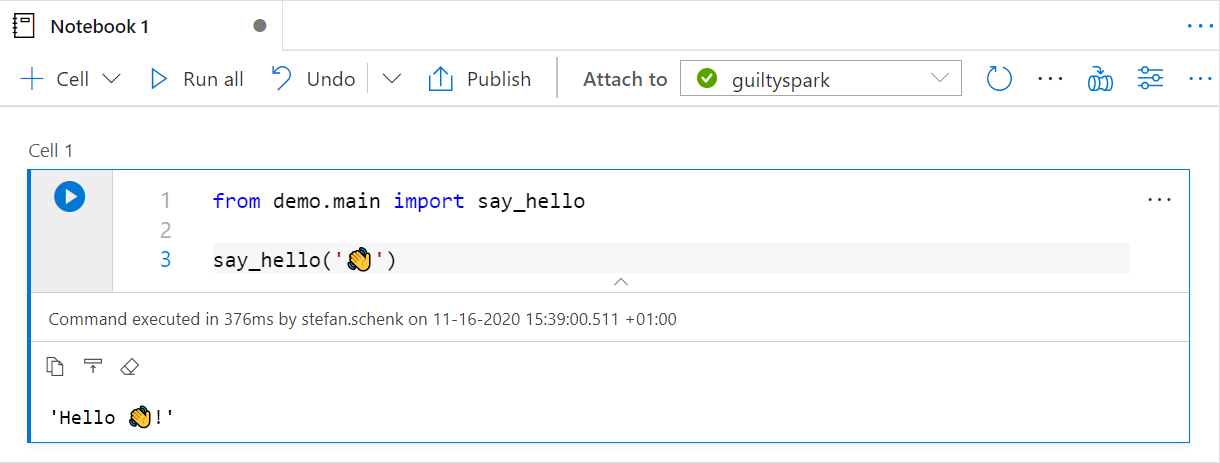 Notebook 1
Cell Run all Undo Publish Attach to guiltyspark
Cell 1
1 from demo.main import say_hello
2
3 say_hello('👋')
Command executed in 376ms by stefan.schenk on 11-16-2020 15:39:00.511 +01:00
'Hello 👋!'